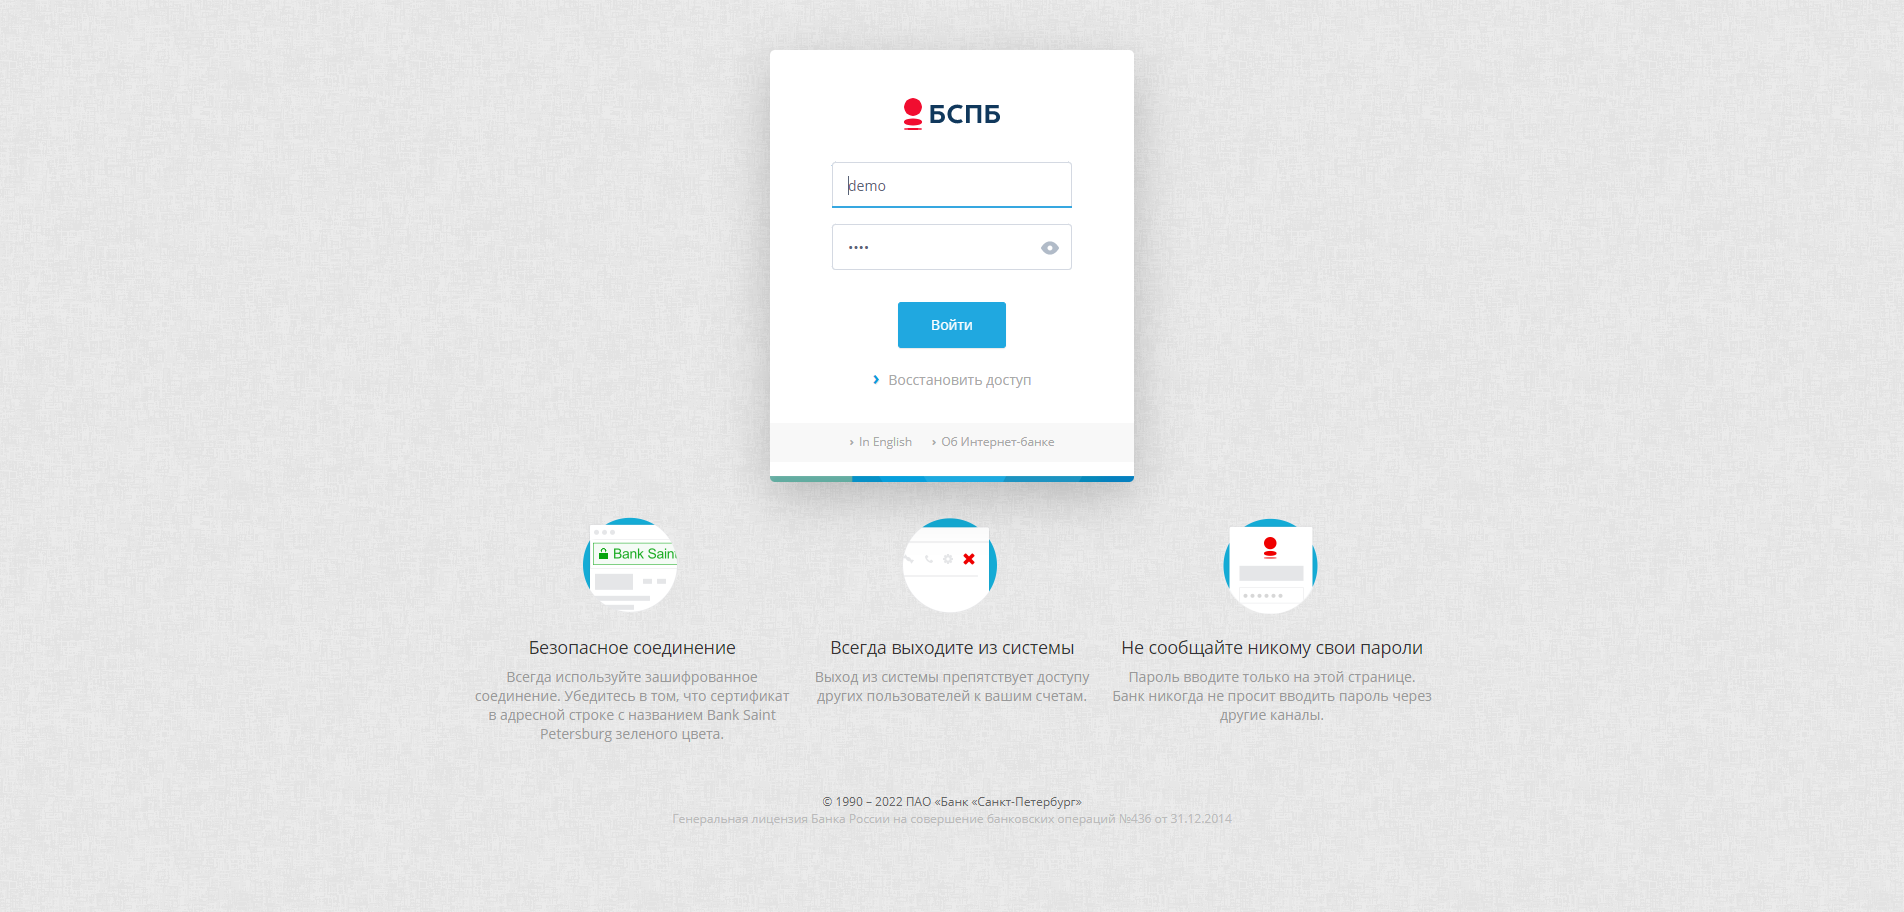 БСПБ
demo
••••
Войти
› Восстановить доступ
› In English › Об Интернет-банке
Bank Sain
Безопасное соединение
Всегда используйте зашифрованное
соединение. Убедитесь в том, что сертификат
в адресной строке с названием Bank Saint
Petersburg зеленого цвета.
Всегда выходите из системы
Выход из системы препятствует доступу
других пользователей к вашим счетам.
Не сообщайте никому свои пароли
Пароль вводите только на этой странице.
Банк никогда не просит вводить пароль через
другие каналы.
© 1990 – 2022 ПАО «Банк «Санкт-Петербург»
Генеральная лицензия Банка России на совершение банковских операций №436 от 31.12.2014